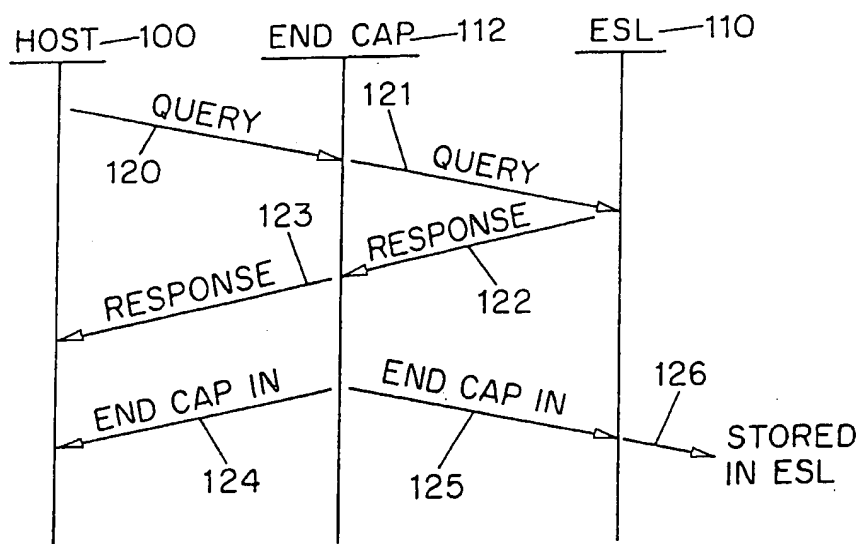 HOST 100
END CAP 112
ESL 110
QUERY
120
121
QUERY
123
RESPONSE
122
RESPONSE
END CAP IN
124
END CAP IN
125
126
STORED
IN ESL